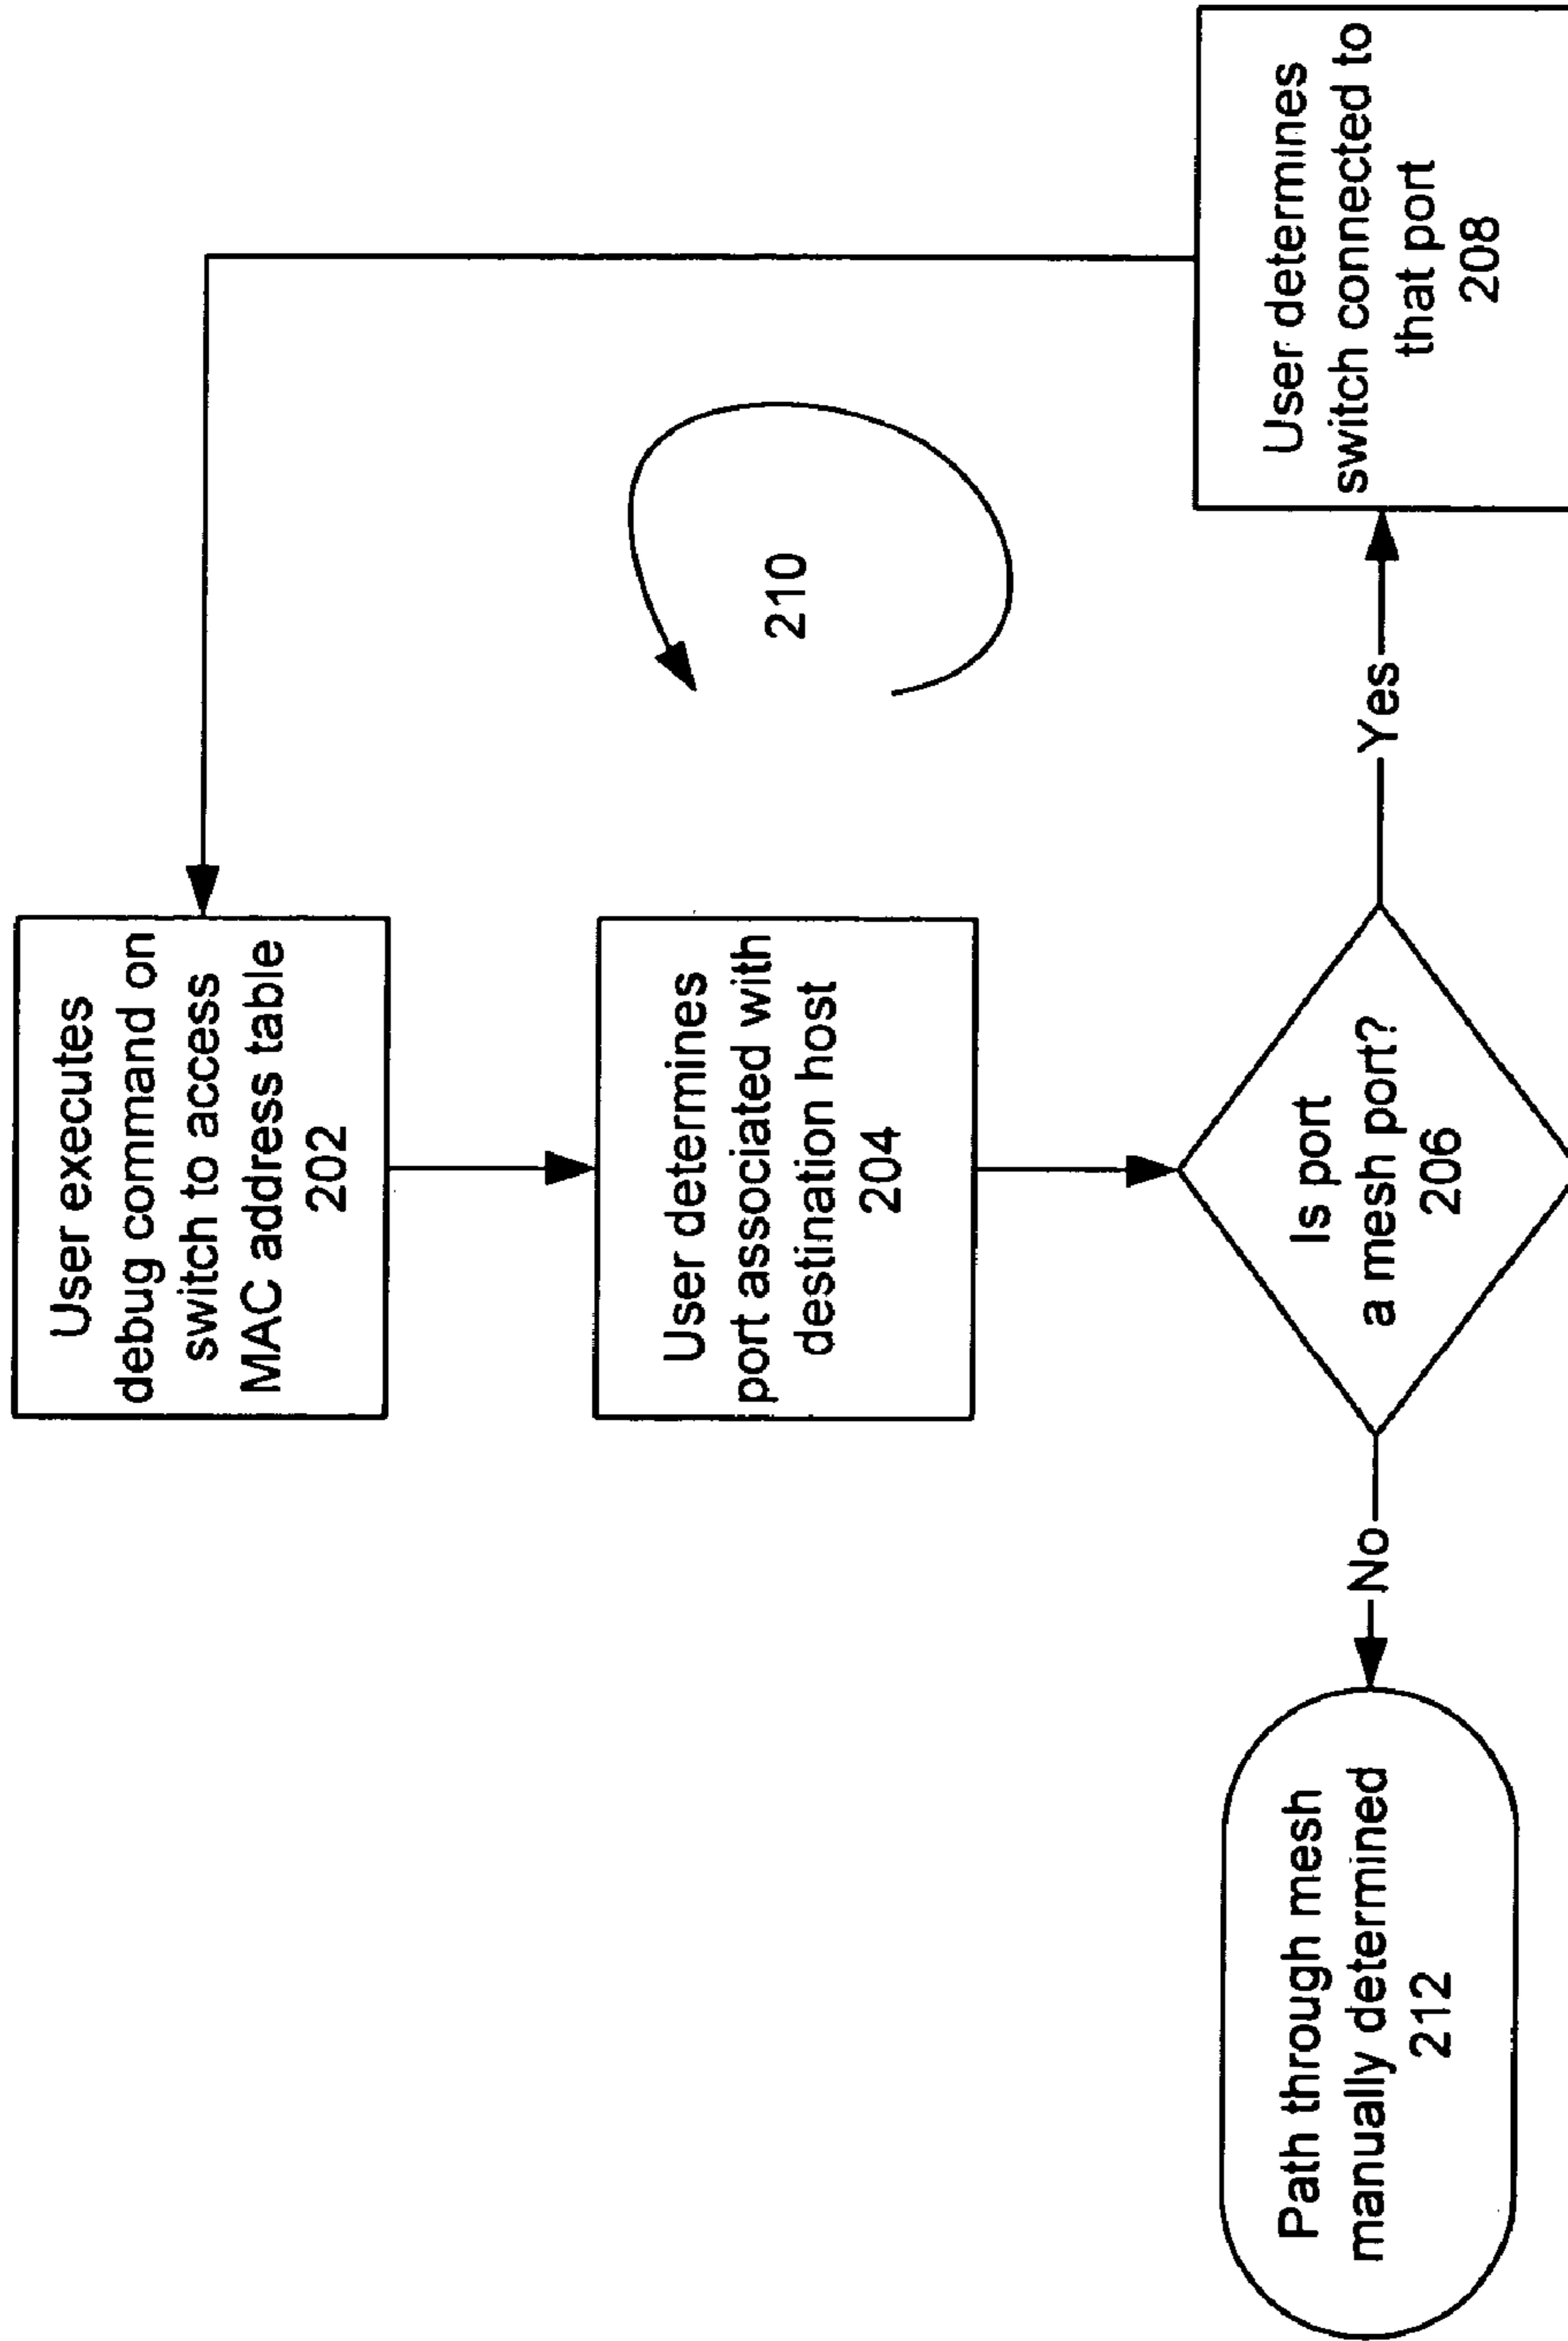 User executes
debug command on
switch to access
MAC address table
202
User determines
port associated with
destination host
204
Is port
a mesh port?
206
Yes
No
User determines
switch connected to
that port
208
210
Path through mesh
manually determined
212